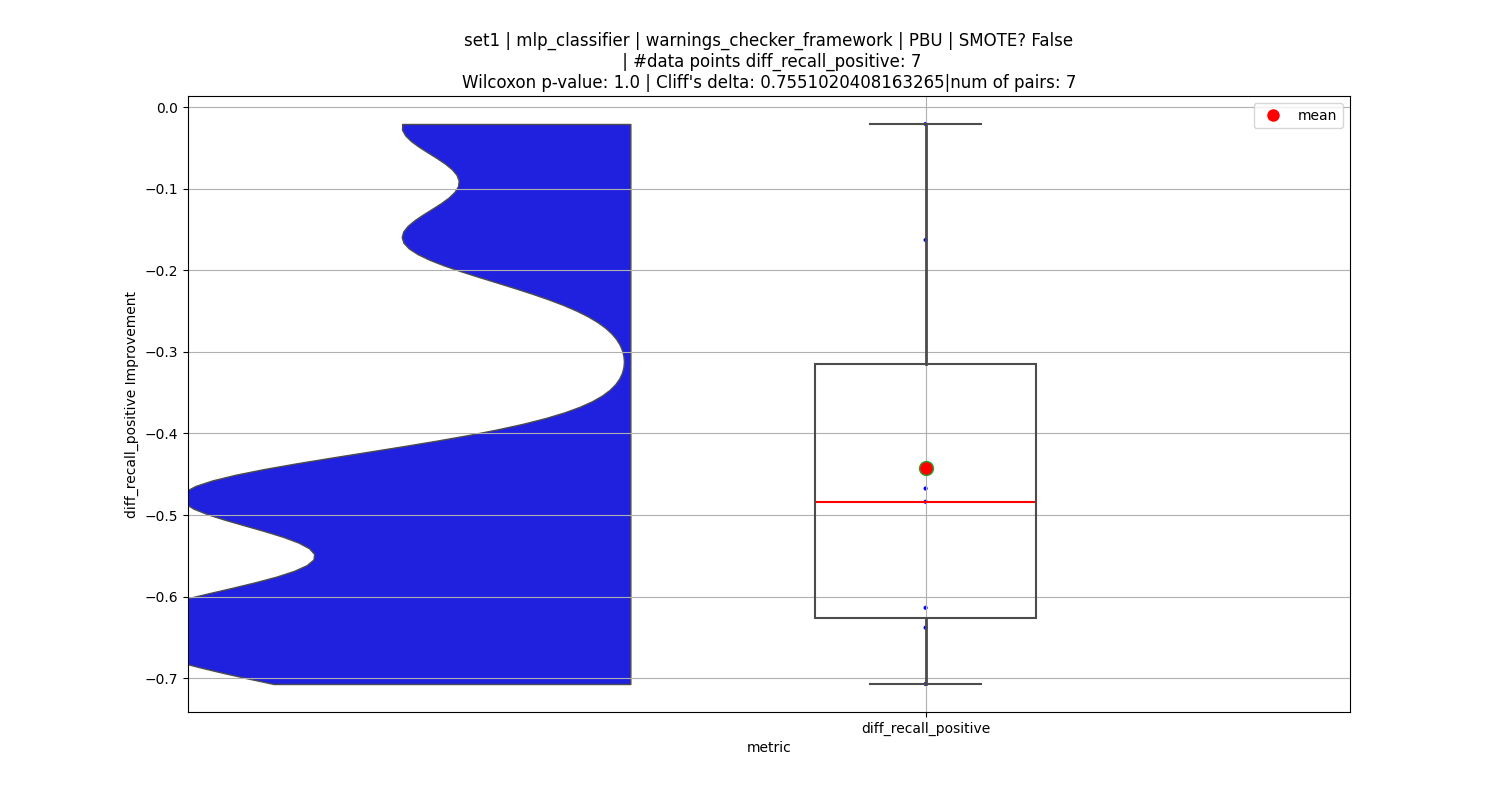 set1 | mlp_classifier | warnings_checker_framework | PBU | SMOTE? False
| #data points diff_recall_positive: 7
Wilcoxon p-value: 1.0 | Cliff's delta: 0.7551020408163265|num of pairs: 7
mean
0.0
−0.1
−0.2
−0.3
−0.4
−0.5
−0.6
−0.7
diff_recall_positive Improvement
diff_recall_positive
metric